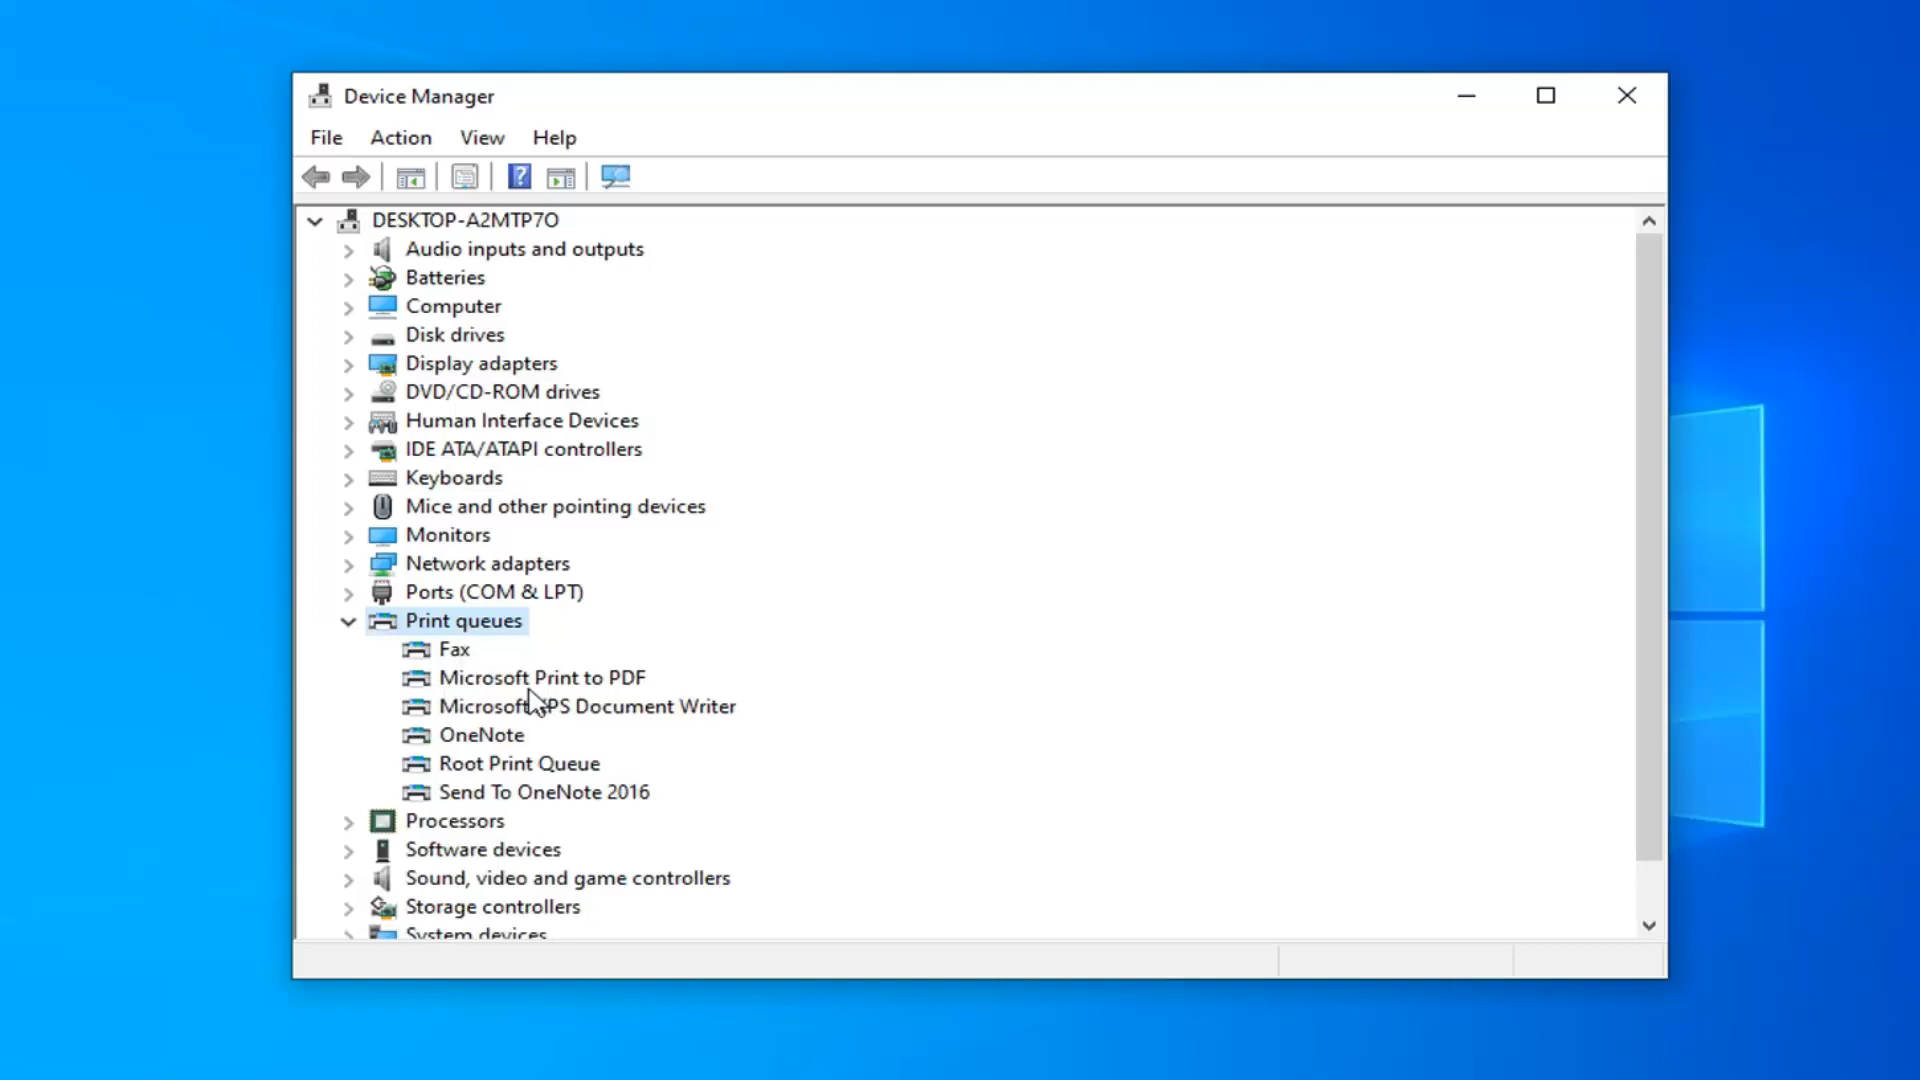 Device Manager
File Action View Help
DESKTOP-A2MTP7O
Audio inputs and outputs
Batteries
Computer
Disk drives
Display adapters
DVD/CD-ROM drives
Human Interface Devices
IDE ATA/ATAPI controllers
Keyboards
Mice and other pointing devices
Monitors
Network adapters
Ports (COM & LPT)
Print queues
Fax
Microsoft Print to PDF
Microsoft XPS Document Writer
OneNote
Root Print Queue
Send To OneNote 2016
Processors
Software devices
Sound, video and game controllers
Storage controllers
System devices